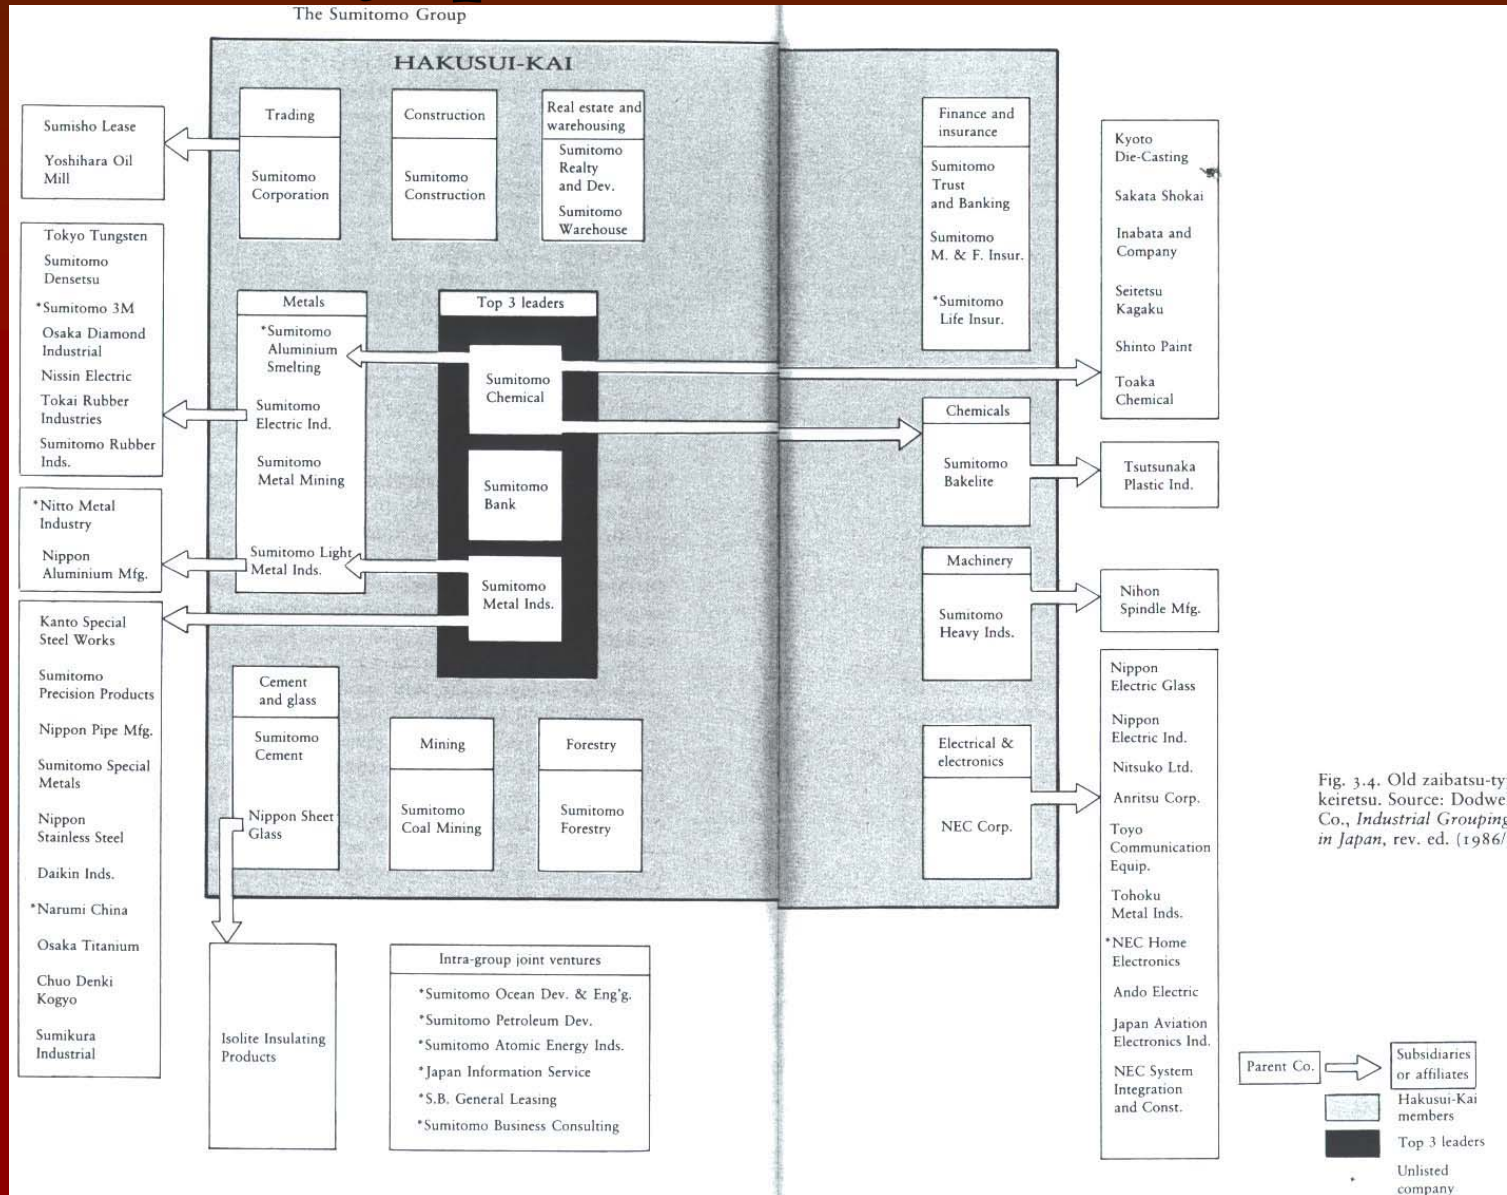 The Sumitomo Group
HAKUSUI-KAI
Trading
Sumitomo
Corporation
Construction
Sumitomo
Construction
Real estate and
warehousing
Sumitomo
Realty
and Dev.
Sumitomo
Warehouse
Finance and
insurance
Sumitomo
Trust
and Banking
Sumitomo
M. & F. Insur.
*Sumitomo
Life Insur.
Sumisho Lease
Yoshihara Oil
Mill
Tokyo Tungsten
Sumitomo
Densetsu
*Sumitomo 3M
Osaka Diamond
Industrial
Nissin Electric
Tokai Rubber
Industries
Sumitomo Rubber
Inds.
*Nitto Metal
Industry
Nippon
Aluminium Mfg.
Kanto Special
Steel Works
Sumitomo
Precision Products
Nippon Pipe Mfg.
Sumitomo Special
Metals
Nippon
Stainless Steel
Daikin Inds.
*Narumi China
Osaka Titanium
Chuo Denki
Kogyo
Sumikura
Industrial
Metals
*Sumitomo
Aluminium
Smelting
Sumitomo
Electric Ind.
Sumitomo
Metal Mining
Sumitomo Light
Metal Inds.
Top 3 leaders
Sumitomo
Chemical
Sumitomo
Bank
Sumitomo
Metal Inds.
Cement
and glass
Sumitomo
Cement
Nippon Sheet
Glass
Mining
Sumitomo
Coal Mining
Forestry
Sumitomo
Forestry
Chemicals
Sumitomo
Bakelite
Machinery
Sumitomo
Heavy Inds.
Electrical &
electronics
NEC Corp.
Kyoto
Die-Casting
Sakata Shokai
Inabata and
Company
Seitetsu
Kagaku
Shinto Paint
Toaka
Chemical
Tsutsunaka
Plastic Ind.
Nihon
Spindle Mfg.
Nippon
Electric Glass
Nippon
Electric Ind.
Nitsuko Ltd.
Anritsu Corp.
Toyo
Communication
Equip.
Tohoku
Metal Inds.
*NEC Home
Electronics
Ando Electric
Japan Aviation
Electronics Ind.
NEC System
Integration
and Const.
Isolite Insulating
Products
Intra-group joint ventures
*Sumitomo Ocean Dev. & Eng'g.
*Sumitomo Petroleum Dev.
*Sumitomo Atomic Energy Inds.
*Japan Information Service
*S.B. General Leasing
*Sumitomo Business Consulting
Fig. 3.4. Old zaibatsu-ty
keiretsu. Source: Dodwe
Co., Industrial Grouping
in Japan, rev. ed. (1986/
Parent Co.
Subsidiaries
or affiliates
Hakusui-Kai
members
Top 3 leaders
* Unlisted
company